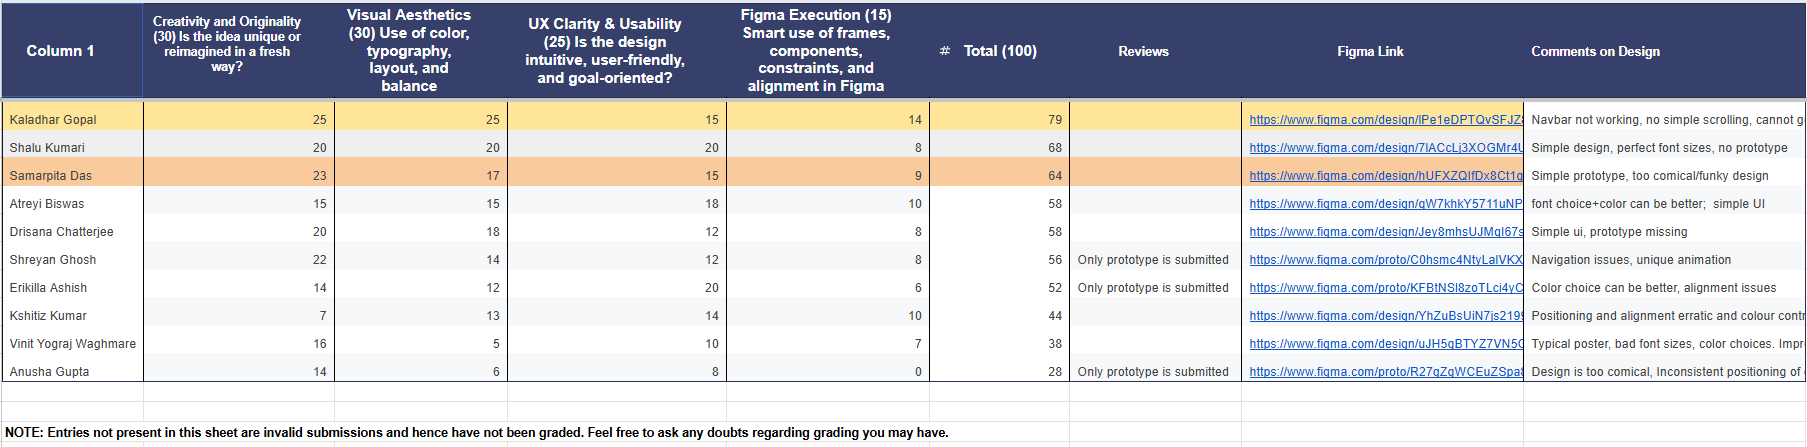 Column 1
Creativity and Originality
(30) Is the idea unique or
reimagined in a fresh
way?
Visual Aesthetics
(30) Use of color,
typography,
layout, and
balance
UX Clarity & Usability
(25) Is the design
intuitive, user-friendly,
and goal-oriented?
Figma Execution (15)
Smart use of frames,
components,
constraints, and
alignment in Figma
# Total (100)
Reviews
Figma Link
Comments on Design
Kaladhar Gopal 25 25 15 14 79 https://www.figma.com/design/IPe1eDPTQvSFJZ Navbar not working, no simple scrolling, cannot
Shalu Kumari 20 20 20 8 68 https://www.figma.com/design/7IACcLj3XOGMr4U Simple design, perfect font sizes, no prototype
Samarpita Das 23 17 15 9 64 https://www.figma.com/design/hUFXZQIfDx8Ct1q Simple prototype, too comical/funky design
Atreyi Biswas 15 15 18 10 58 https://www.figma.com/design/qW7khkY5711uNP font choice+color can be better; simple UI
Drisana Chatterjee 20 18 12 8 58 https://www.figma.com/design/Jey8mhsUJMqI67s Simple ui, prototype missing
Shreyan Ghosh 22 14 12 8 56 Only prototype is submitted https://www.figma.com/proto/C0hsmc4NtyLalVKX Navigation issues, unique animation
Erikilla Ashish 14 12 20 6 52 Only prototype is submitted https://www.figma.com/proto/KFBtNSI8zoTLci4yC Color choice can be better, alignment issues
Kshitiz Kumar 7 13 14 10 44 https://www.figma.com/design/YhZuBsUiN7js2199 Positioning and alignment erratic and colour contr
Vinit Yograj Waghmare 16 5 10 7 38 https://www.figma.com/design/uJH5qBTYZ7VN5G Typical poster, bad font sizes, color choices. Impr
Anusha Gupta 14 6 8 0 28 Only prototype is submitted https://www.figma.com/proto/R27qZgWCEuZSpa Design is too comical, Inconsistent positioning of
NOTE: Entries not present in this sheet are invalid submissions and hence have not been graded. Feel free to ask any doubts regarding grading you may have.